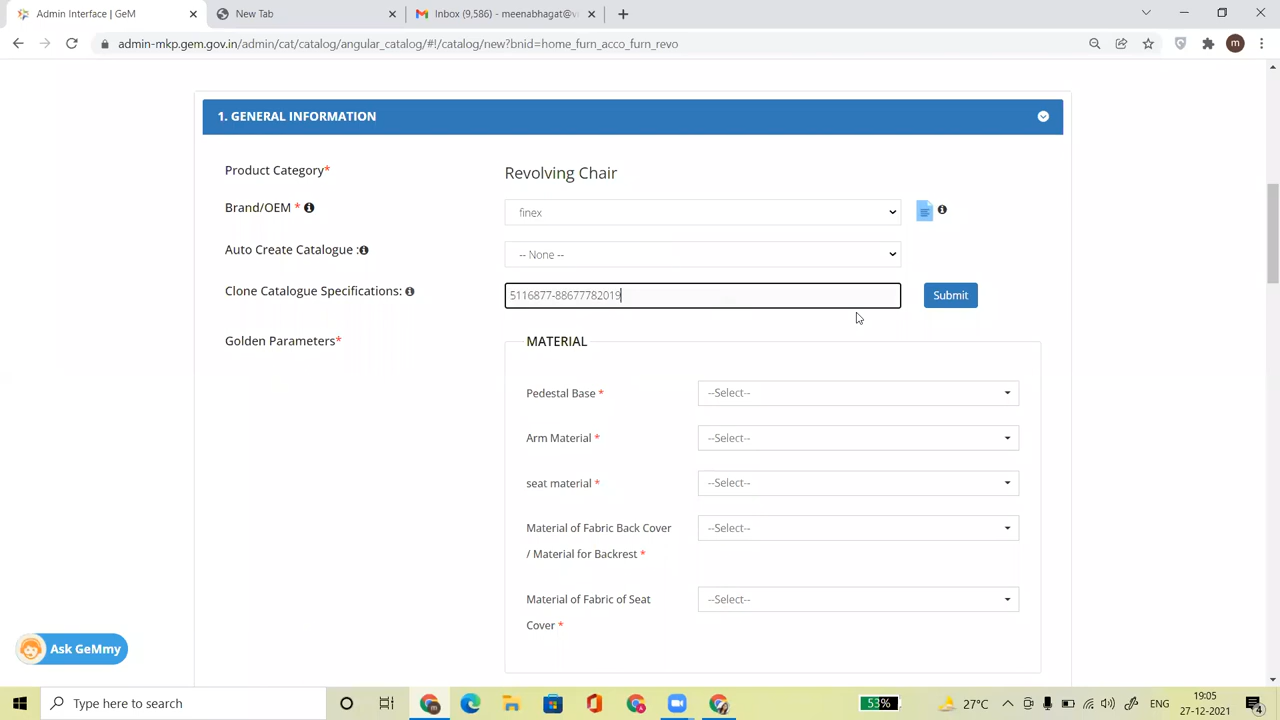 Admin Interface | GeM
New Tab
Inbox (9,586) - meenabhagat@v
admin-mkp.gem.gov.in/admin/cat/catalog/angular_catalog/#!/catalog/new?bnid=home_furn_acco_furn_revo
m
1. GENERAL INFORMATION
Product Category*
Revolving Chair
Brand/OEM *
finex
Auto Create Catalogue :
-- None --
Clone Catalogue Specifications:
5116877-88677782019
Submit
Golden Parameters*
MATERIAL
Pedestal Base *
--Select--
Arm Material *
--Select--
seat material *
--Select--
Material of Fabric Back Cover
/ Material for Backrest *
--Select--
Material of Fabric of Seat
Cover *
--Select--
Ask GeMmy
Type here to search
53%
27°C
ENG
19:05
27-12-2021
4